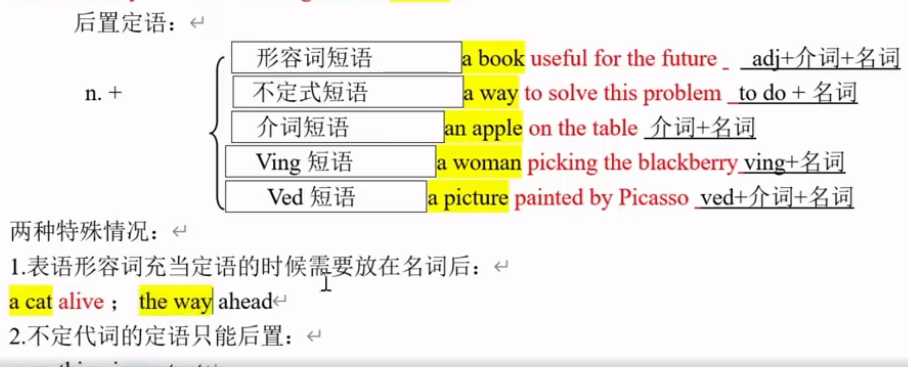 后置定语：
形容词短语 a book useful for the future _ adj+介词+名词
n. + 不定式短语 a way to solve this problem _to do + 名词
介词短语 an apple on the table 介词+名词
Ving 短语 a woman picking the blackberry_ving+名词
Ved 短语 a picture painted by Picasso _ved+介词+名词
两种特殊情况：
1.表语形容词充当定语的时候需要放在名词后：
a cat alive ； the way ahead
2.不定代词的定语只能后置：